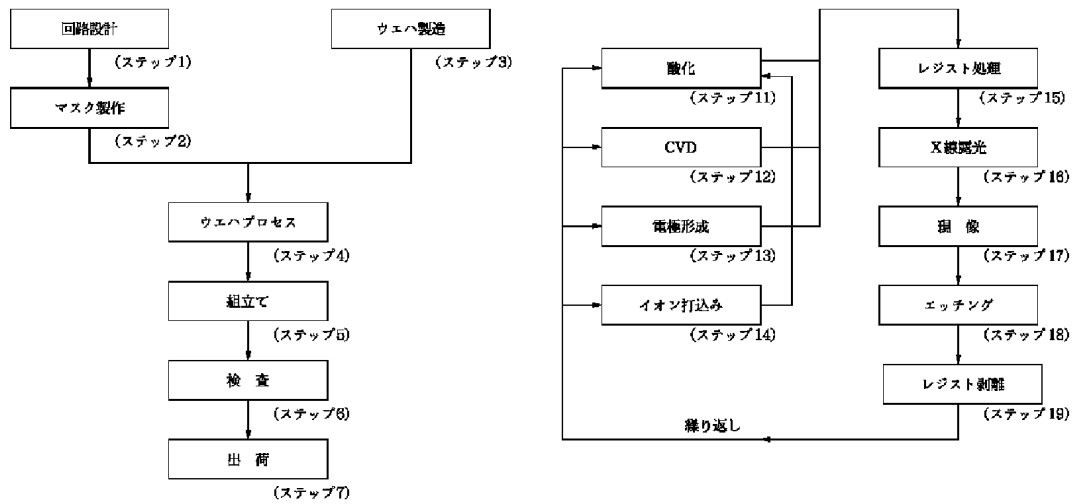 回路設計
(ステップ1)
マスク製作
(ステップ2)
ウエハ製造
(ステップ3)
ウエハプロセス
(ステップ4)
組立て
(ステップ5)
検 査
(ステップ6)
出 荷
(ステップ7)
酸化
(ステップ11)
CVD
(ステップ12)
電極形成
(ステップ13)
イオン打込み
(ステップ14)
レジスト処理
(ステップ15)
X線露光
(ステップ16)
現 像
(ステップ17)
エッチング
(ステップ18)
レジスト剥離
(ステップ19)
繰り返し